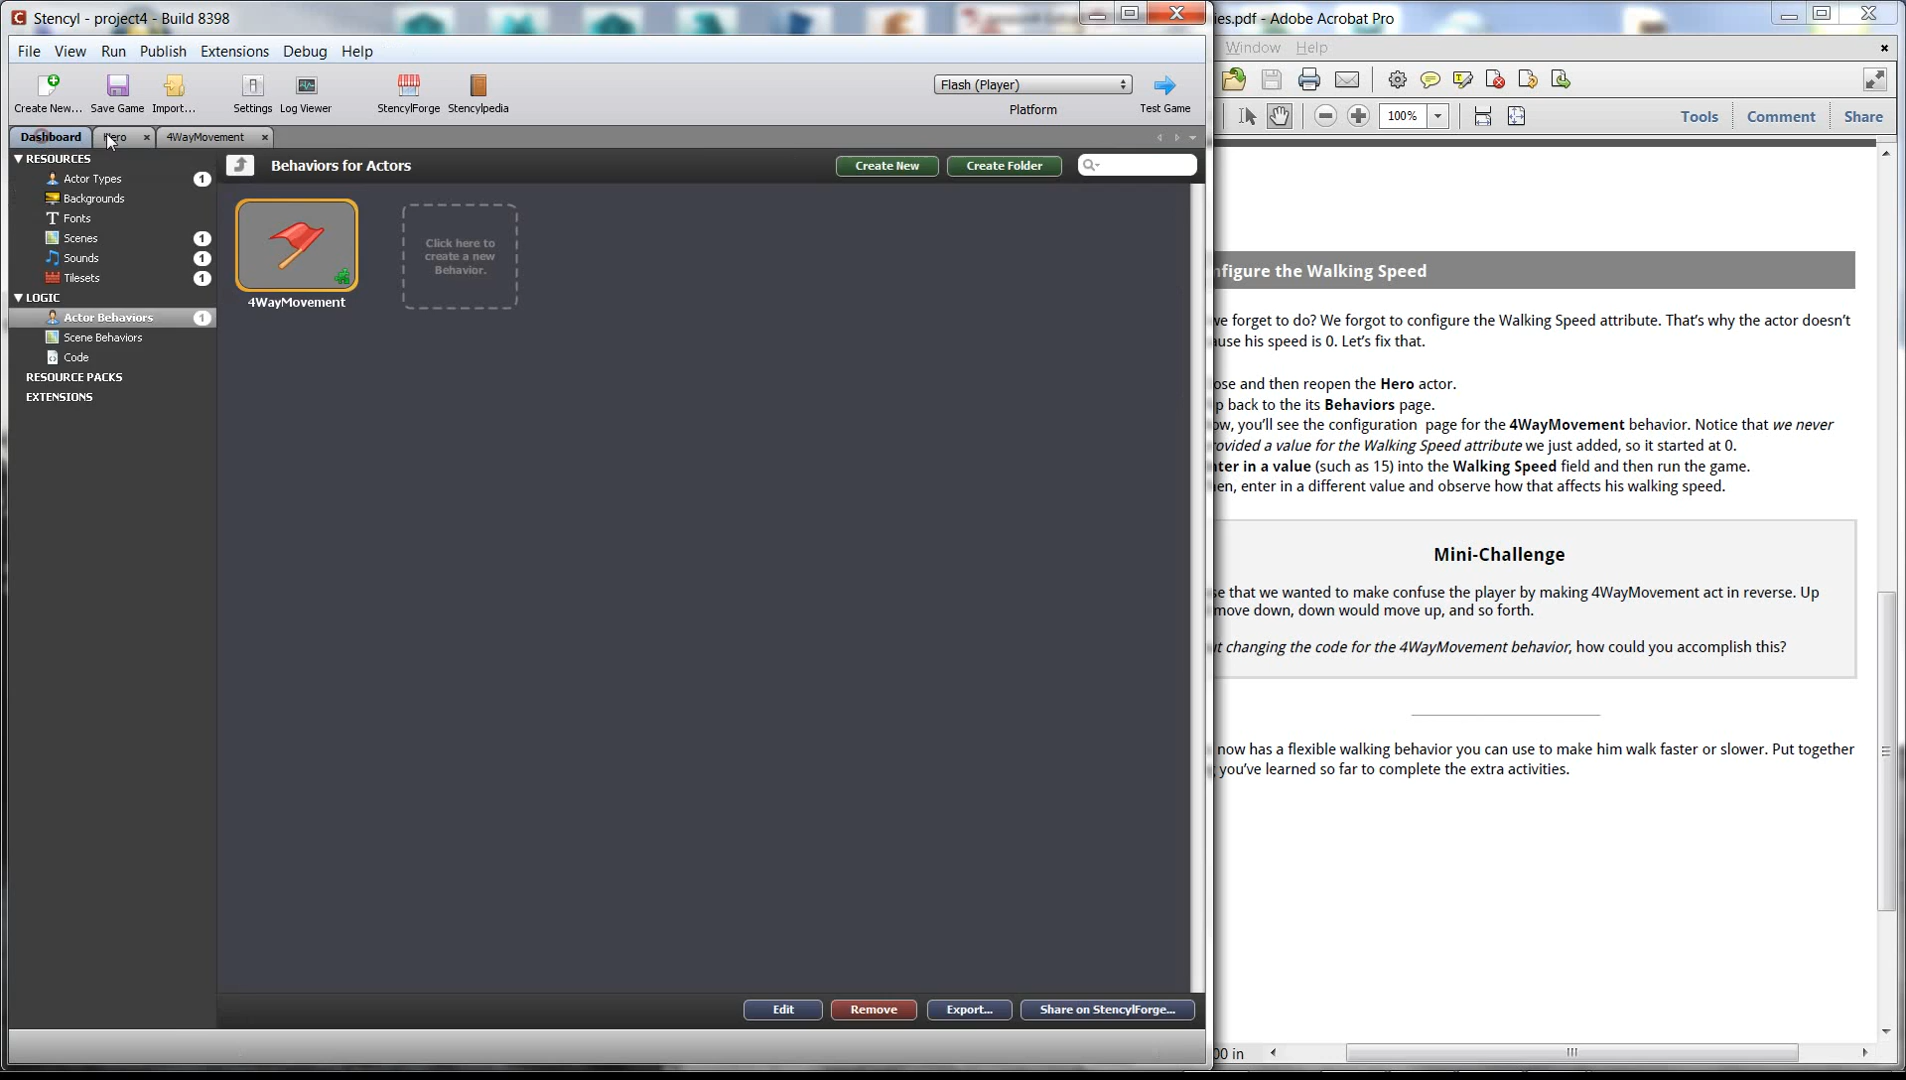 Stencyl - project4 - Build 8398
File View Run Publish Extensions Debug Help
Create New... Save Game Import... Settings Log Viewer StencylForge Stencylpedia
Flash (Player)
Platform
Test Game
Dashboard Hero × 4WayMovement ×
RESOURCES
Actor Types 1
Backgrounds
Fonts
Scenes 1
Sounds 1
Tilesets 1
LOGIC
Actor Behaviors 1
Scene Behaviors
Code
RESOURCE PACKS
EXTENSIONS
Behaviors for Actors
Create New Create Folder
4WayMovement
Click here to
create a new
Behavior.
Edit Remove Export... Share on StencylForge...
ies.pdf - Adobe Acrobat Pro
Window Help
100%
Tools Comment Share
nfigure the Walking Speed
we forget to do? We forgot to configure the Walking Speed attribute. That's why the actor doesn't
ause his speed is 0. Let's fix that.
ose and then reopen the Hero actor.
p back to the its Behaviors page.
ow, you'll see the configuration page for the 4WayMovement behavior. Notice that we never
ovided a value for the Walking Speed attribute we just added, so it started at 0.
ter in a value (such as 15) into the Walking Speed field and then run the game.
en, enter in a different value and observe how that affects his walking speed.
Mini-Challenge
se that we wanted to make confuse the player by making 4WayMovement act in reverse. Up
move down, down would move up, and so forth.
ut changing the code for the 4WayMovement behavior, how could you accomplish this?
now has a flexible walking behavior you can use to make him walk faster or slower. Put together
g you've learned so far to complete the extra activities.
00 in